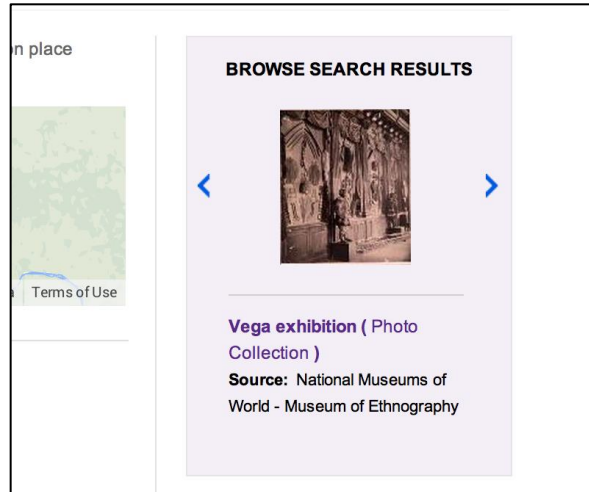 n place
Terms of Use
BROWSE SEARCH RESULTS
Vega exhibition ( Photo
Collection )
Source: National Museums of
World - Museum of Ethnography